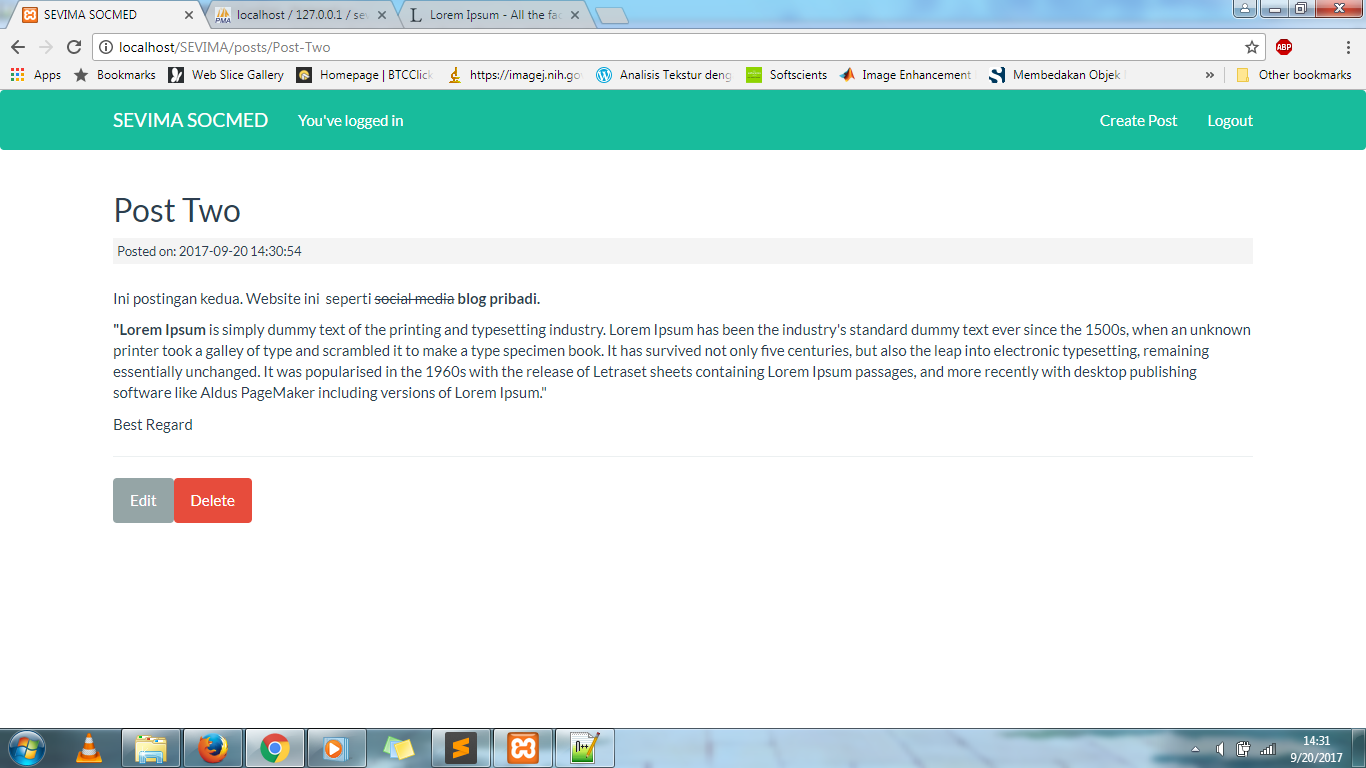 SEVIMA SOCMED
localhost / 127.0.0.1 / sev
Lorem Ipsum - All the fac
localhost/SEVIMA/posts/Post-Two
ABP
Apps
Bookmarks
Web Slice Gallery
Homepage | BTCClick
https://imagej.nih.go
Analisis Tekstur deng
Softscients
Image Enhancement
Membedakan Objek
»
Other bookmarks
SEVIMA SOCMED
You've logged in
Create Post
Logout
Post Two
Posted on: 2017-09-20 14:30:54
Ini postingan kedua. Website ini  seperti social media blog pribadi.
"Lorem Ipsum is simply dummy text of the printing and typesetting industry. Lorem Ipsum has been the industry's standard dummy text ever since the 1500s, when an unknown
printer took a galley of type and scrambled it to make a type specimen book. It has survived not only five centuries, but also the leap into electronic typesetting, remaining
essentially unchanged. It was popularised in the 1960s with the release of Letraset sheets containing Lorem Ipsum passages, and more recently with desktop publishing
software like Aldus PageMaker including versions of Lorem Ipsum."
Best Regard
Edit
Delete
14:31
9/20/2017